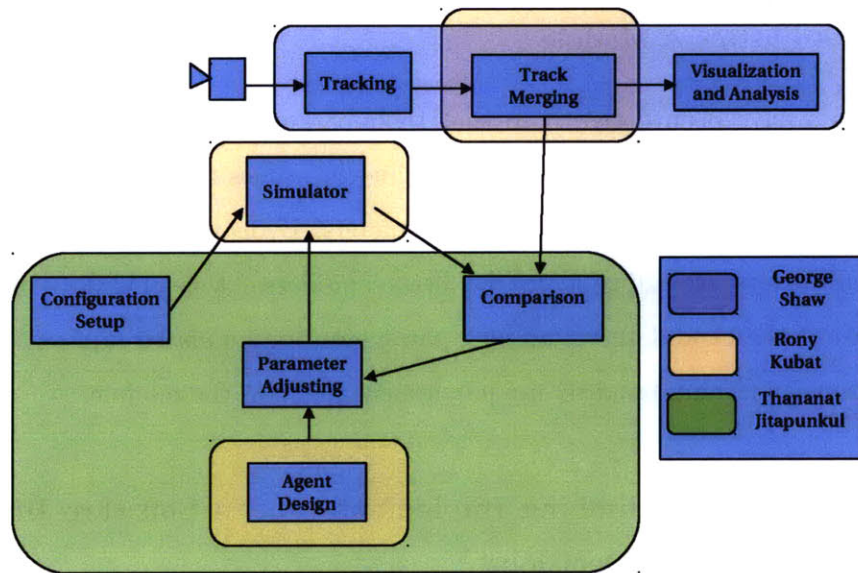 Tracking
Track
Merging
Visualization
and Analysis
Simulator
Configuration
Setup
Comparison
Parameter
Adjusting
Agent
Design
George
Shaw
Rony
Kubat
Thananat
Jitapunkul